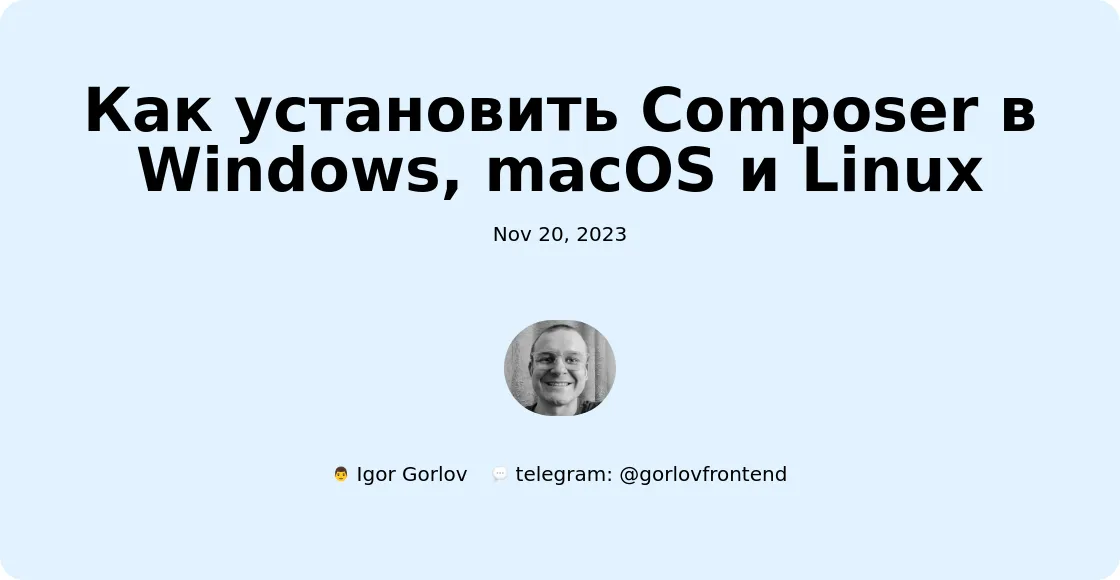 Как установить Composer в
Windows, macOS и Linux
Nov 20, 2023
Igor Gorlov telegram: @gorlovfrontend